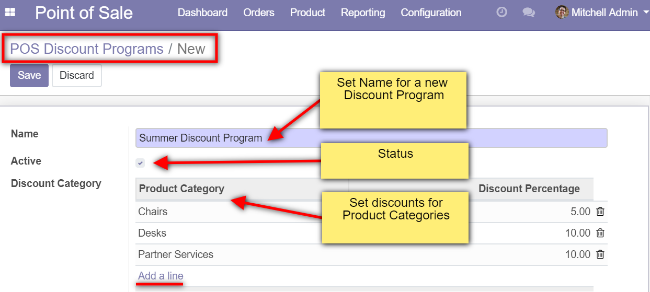 Point of Sale Dashboard Orders Product Reporting Configuration Mitchell Admin
POS Discount Programs / New
Save Discard
Set Name for a new
Discount Program
Name Summer Discount Program
Active
Status
Discount Category
Product Category Discount Percentage
Set discounts for
Product Categories
Chairs 5.00
Desks 10.00
Partner Services 10.00
Add a line